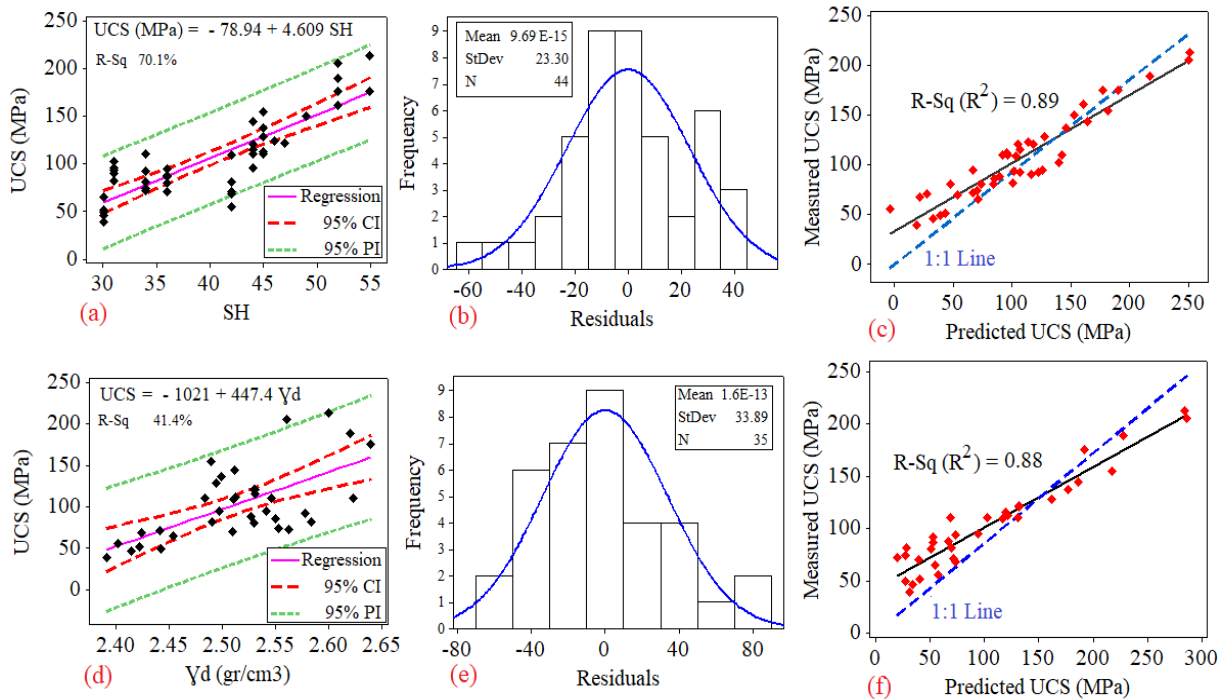 UCS (MPa) = - 78.94 + 4.609 SH
R-Sq 70.1%
UCS (MPa)
250
200
150
100
50
0
Regression
95% CI
95% PI
30 35 40 45 50 55
(a)
SH
Mean 9.69 E-15
StDev 23.30
N 44
Frequency
9
8
7
6
5
4
3
2
1
0
-60 -40 -20 0 20 40
(b)
Residuals
R-Sq (R²) = 0.89
Measured UCS (MPa)
250
200
150
100
50
0
1:1 Line
0 50 100 150 200 250
(c)
Predicted UCS (MPa)
UCS = - 1021 + 447.4 Ɣd
R-Sq 41.4%
UCS (MPa)
250
200
150
100
50
0
Regression
95% CI
95% PI
2.40 2.45 2.50 2.55 2.60 2.65
(d)
Ɣd (gr/cm3)
Mean 1.6E-13
StDev 33.89
N 35
Frequency
9
8
7
6
5
4
3
2
1
0
-80 -40 0 40 80
(e)
Residuals
R-Sq (R²) = 0.88
Measured UCS (MPa)
250
200
150
100
50
0
1:1 Line
0 50 100 150 200 250 300
(f)
Predicted UCS (MPa)